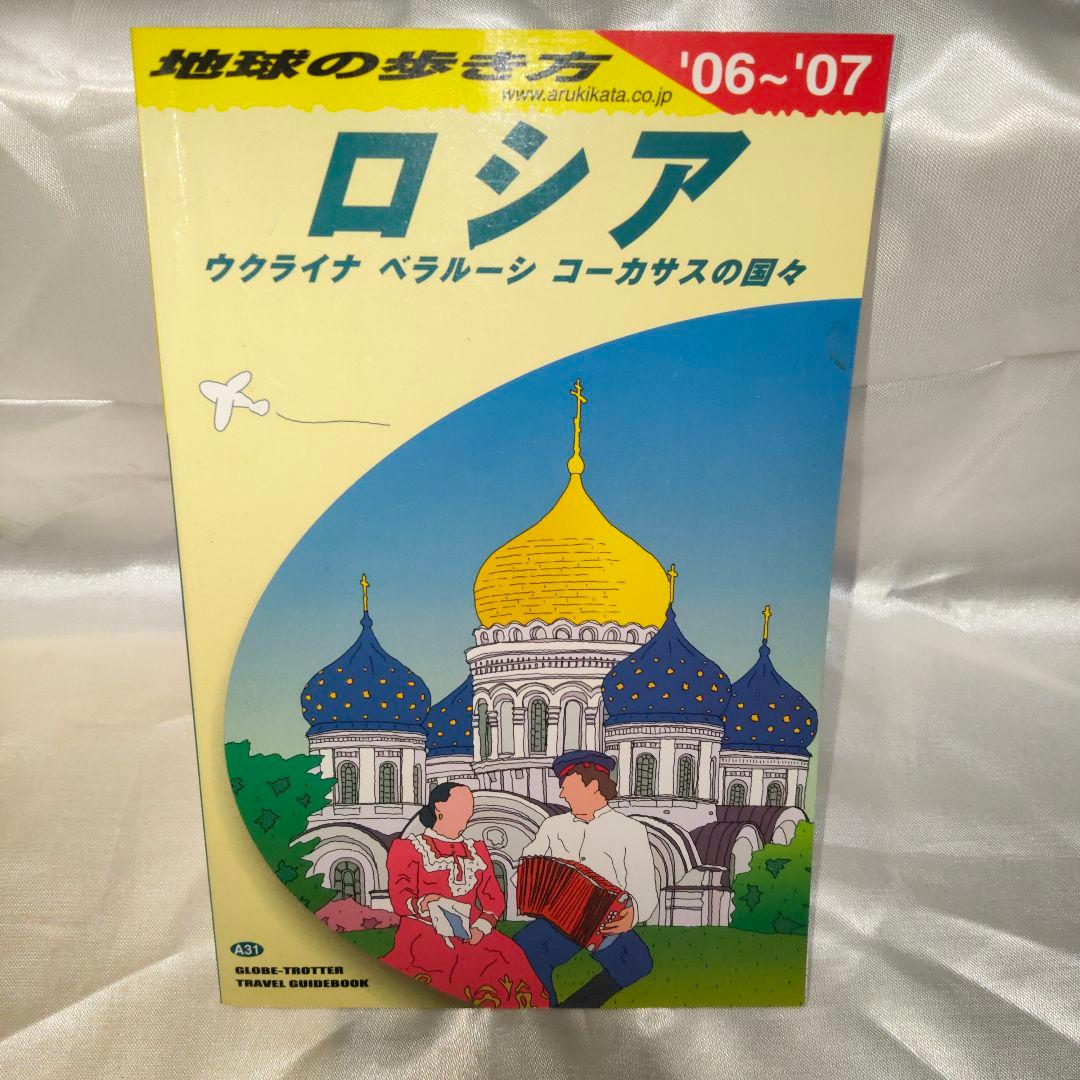 地球の歩き方
'06~'07
www.arukikata.co.jp
ロシア
ウクライナ ベラルーシ コーカサスの国々
A31
GLOBE-TROTTER
TRAVEL GUIDEBOOK